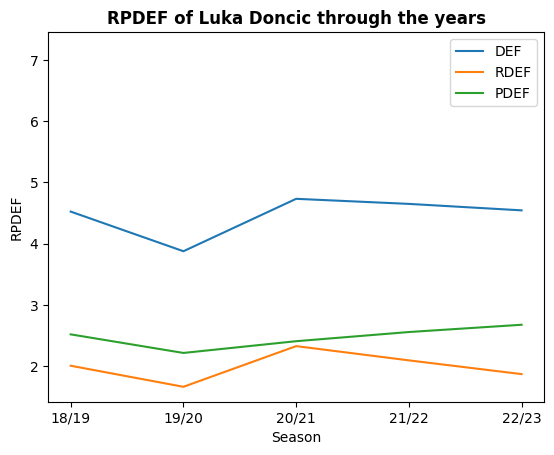 RPDEF of Luka Doncic through the years
DEF
RDEF
PDEF
7
6
5
4
3
2
RPDEF
18/19 19/20 20/21 21/22 22/23
Season